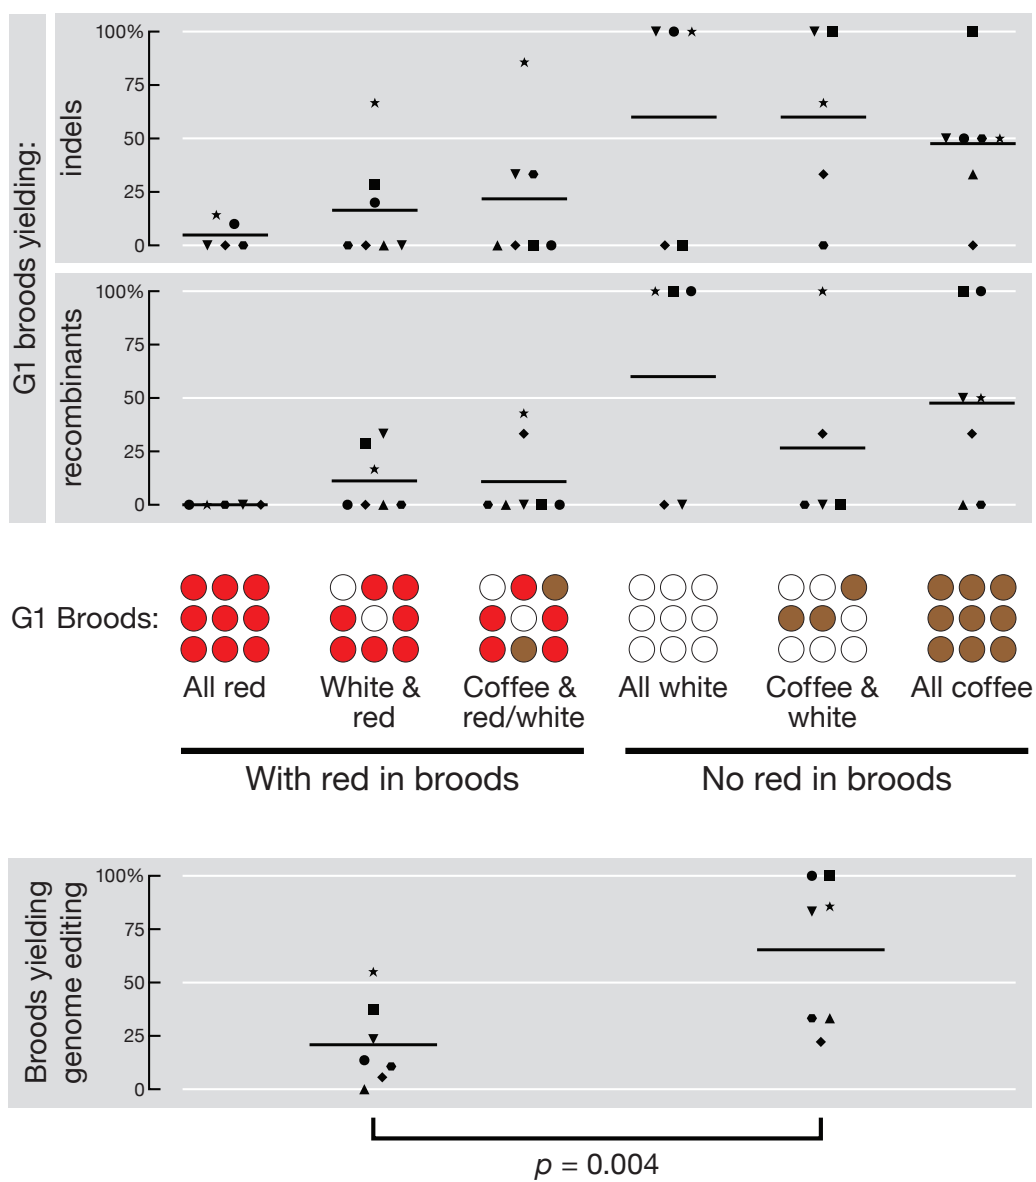 G1 broods yielding:
indels
100%
75
50
25
0
recombinants
100%
75
50
25
0
G1 Broods:
All red
White &
red
Coffee &
red/white
All white
Coffee &
white
All coffee
With red in broods
No red in broods
Broods yielding
genome editing
100%
75
50
25
0
p = 0.004